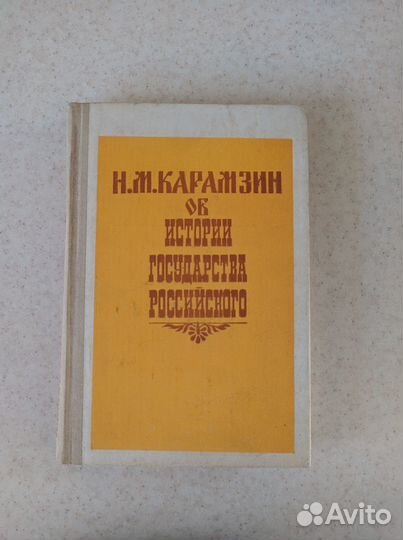 Н.М.КАРАМЗИН
ОБ
ИСТОРИИ
ГОСУДАРСТВА
РОССИЙСКОГО
Avito